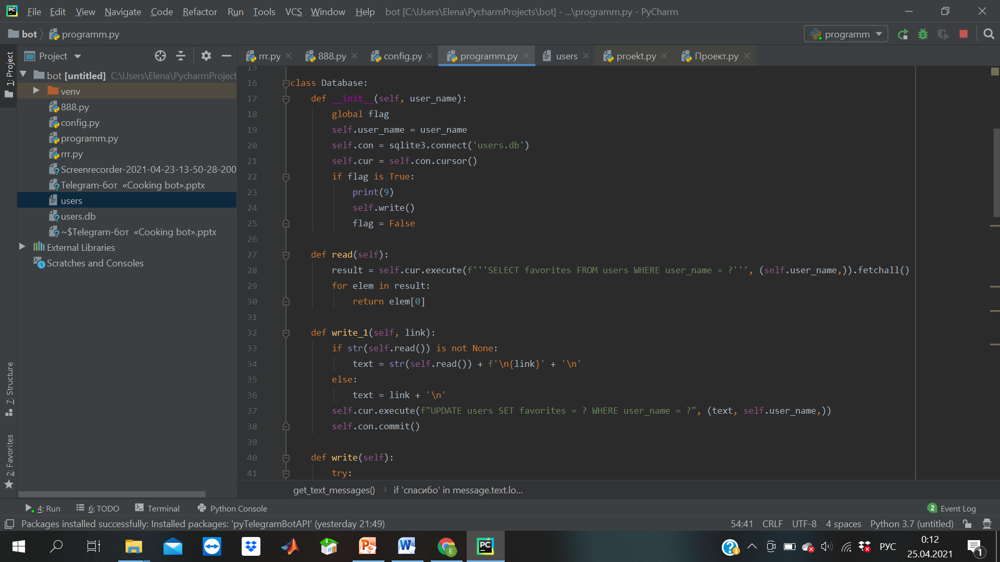 File Edit View Navigate Code Refactor Run Tools VCS Window Help bot [C:\Users\Elena\PycharmProjects\bot] - ...\programm.py - PyCharm
bot programm.py programm
1: Project
Project
rrr.py 888.py config.py programm.py users proekt.py Проект.py
bot [untitled] C:\Users\Elena\PycharmProject
venv
888.py
config.py
programm.py
rrr.py
Screenrecorder-2021-04-23-13-50-28-200
Telegram-бот «Cooking bot».pptx
users
users.db
~$Telegram-бот «Cooking bot».pptx
External Libraries
Scratches and Consoles
7: Structure
2: Favorites
15
16 class Database:
17 def __init__(self, user_name):
18 global flag
19 self.user_name = user_name
20 self.con = sqlite3.connect('users.db')
21 self.cur = self.con.cursor()
22 if flag is True:
23 print(9)
24 self.write()
25 flag = False
26
27 def read(self):
28 result = self.cur.execute(f'''SELECT favorites FROM users WHERE user_name = ?''', (self.user_name,)).fetchall()
29 for elem in result:
30 return elem[0]
31
32 def write_1(self, link):
33 if str(self.read()) is not None:
34 text = str(self.read()) + f'\n{link}' + '\n'
35 else:
36 text = link + '\n'
37 self.cur.execute(f"UPDATE users SET favorites = ? WHERE user_name = ?", (text, self.user_name,))
38 self.con.commit()
39
40 def write(self):
41 try:
get_text_messages() if 'спасибо' in message.text.lo...
4: Run 6: TODO Terminal Python Console 2 Event Log
Packages installed successfully: Installed packages: 'pyTelegramBotAPI' (yesterday 21:49) 54:41 CRLF UTF-8 4 spaces Python 3.7 (untitled)
РУС 0:12
25.04.2021
1